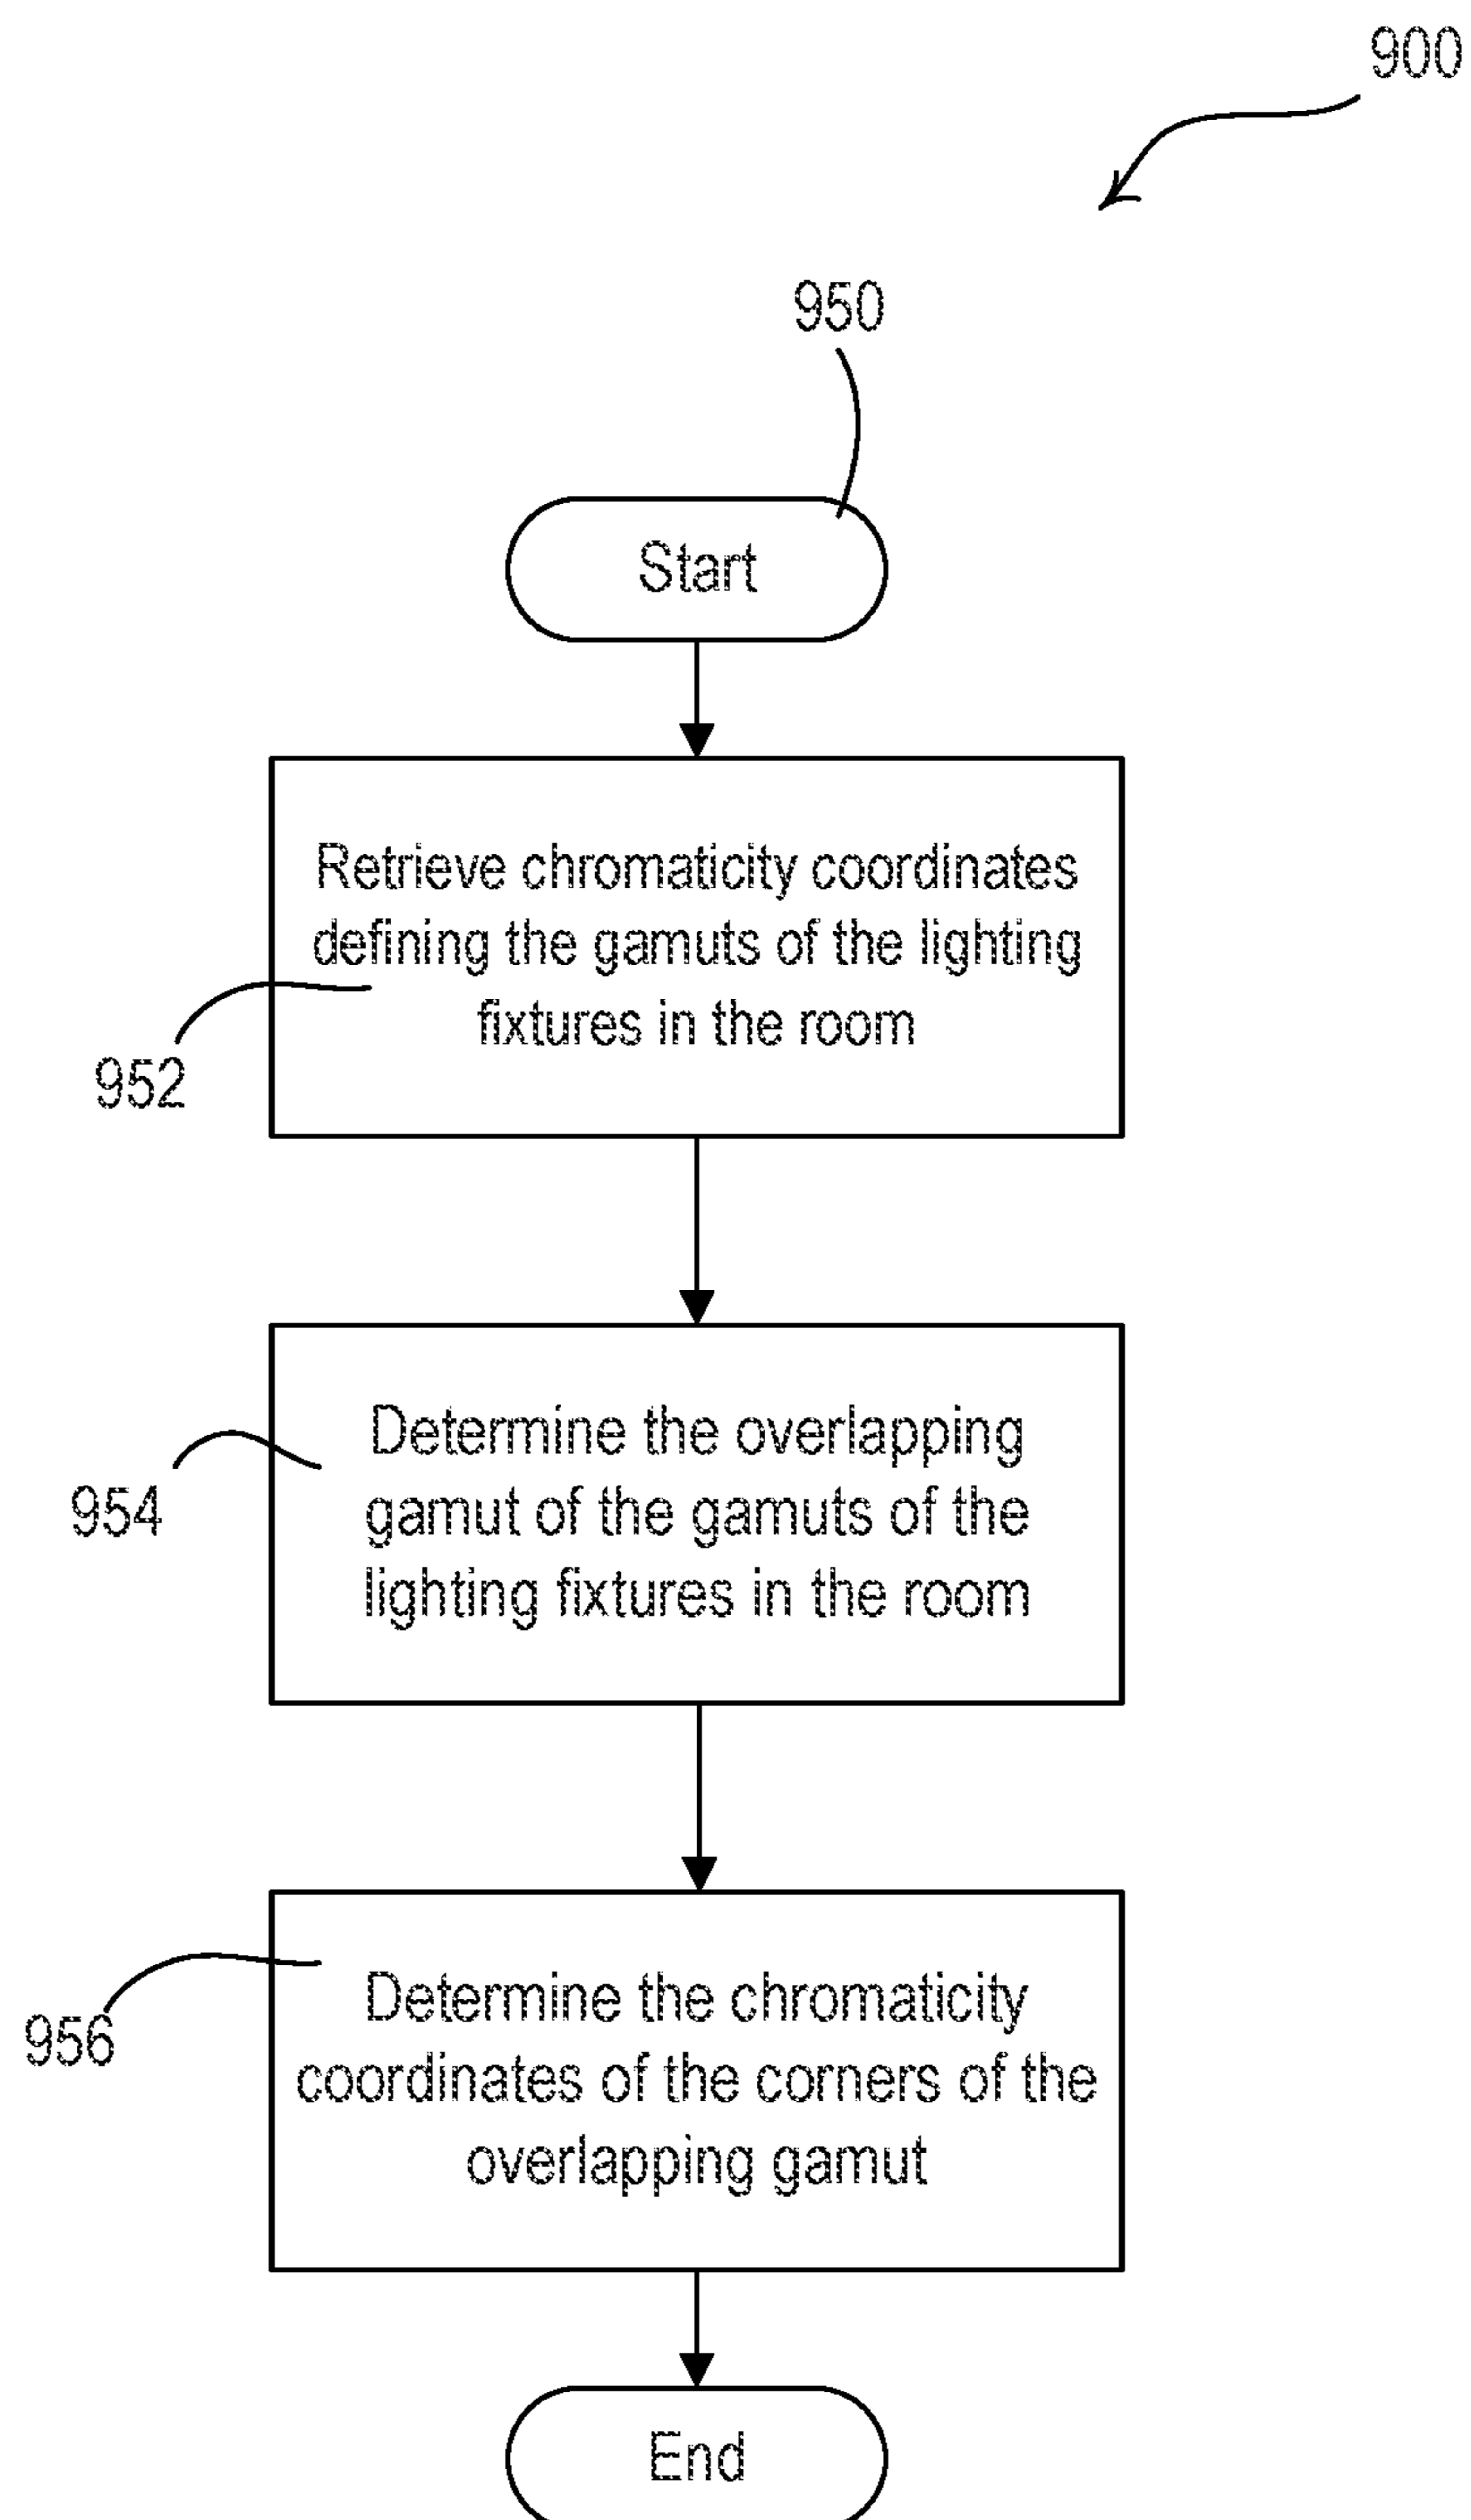 900
950
Start
Retrieve chromaticity coordinates
defining the gamuts of the lighting
fixtures in the room
952
Determine the overlapping
gamut of the gamuts of the
lighting fixtures in the room
954
Determine the chromaticity
coordinates of the corners of the
overlapping gamut
956
End